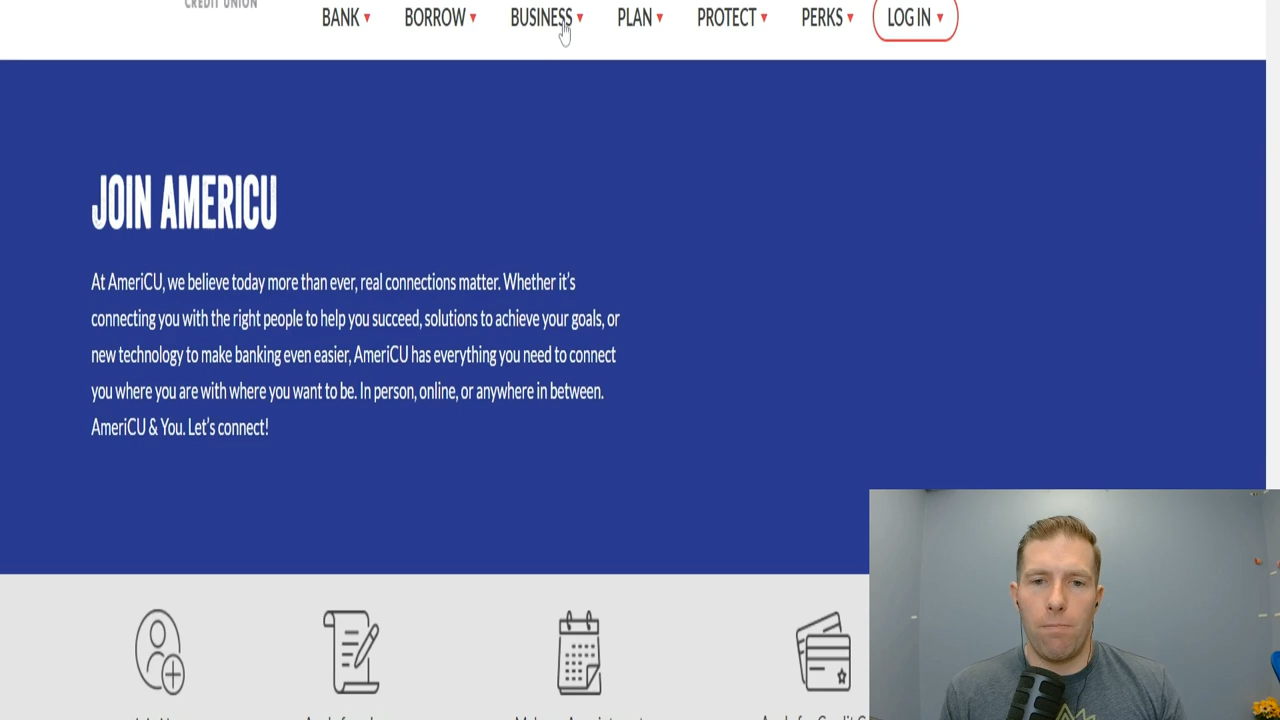 CREDIT UNION
BANK BORROW BUSINESS PLAN PROTECT PERKS LOG IN
JOIN AMERICU
At AmeriCU, we believe today more than ever, real connections matter. Whether it's
connecting you with the right people to help you succeed, solutions to achieve your goals, or
new technology to make banking even easier, AmeriCU has everything you need to connect
you where you are with where you want to be. In person, online, or anywhere in between.
AmeriCU & You. Let's connect!